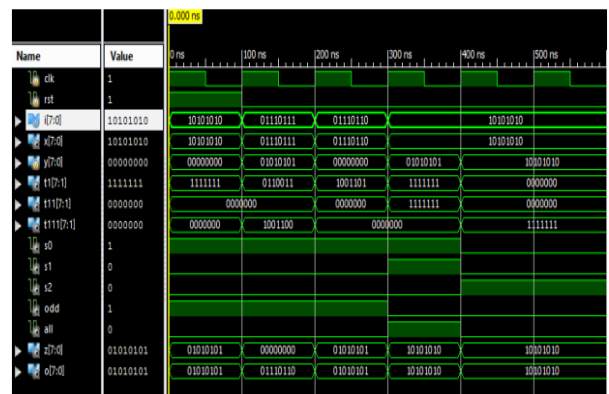 0.000 ns
Name Value 0 ns 100 ns 200 ns 300 ns 400 ns 500 ns
clk 1
rst 1
i[7:0] 10101010 10101010 01110111 01110110 10101010
x[7:0] 10101010 10101010 01110111 01110110 10101010
y[7:0] 00000000 00000000 01010101 00000000 01010101 10101010
t1[7:1] 1111111 1111111 0110011 1001101 1111111 0000000
t11[7:1] 0000000 0000000 0000000 1111111 0000000
t111[7:1] 0000000 0000000 1001100 0000000 1111111
s0 1
s1 0
s2 0
odd 1
all 0
z[7:0] 01010101 01010101 00000000 01010101 10101010 10101010
o[7:0] 01010101 01010101 01110110 01010101 10101010 10101010